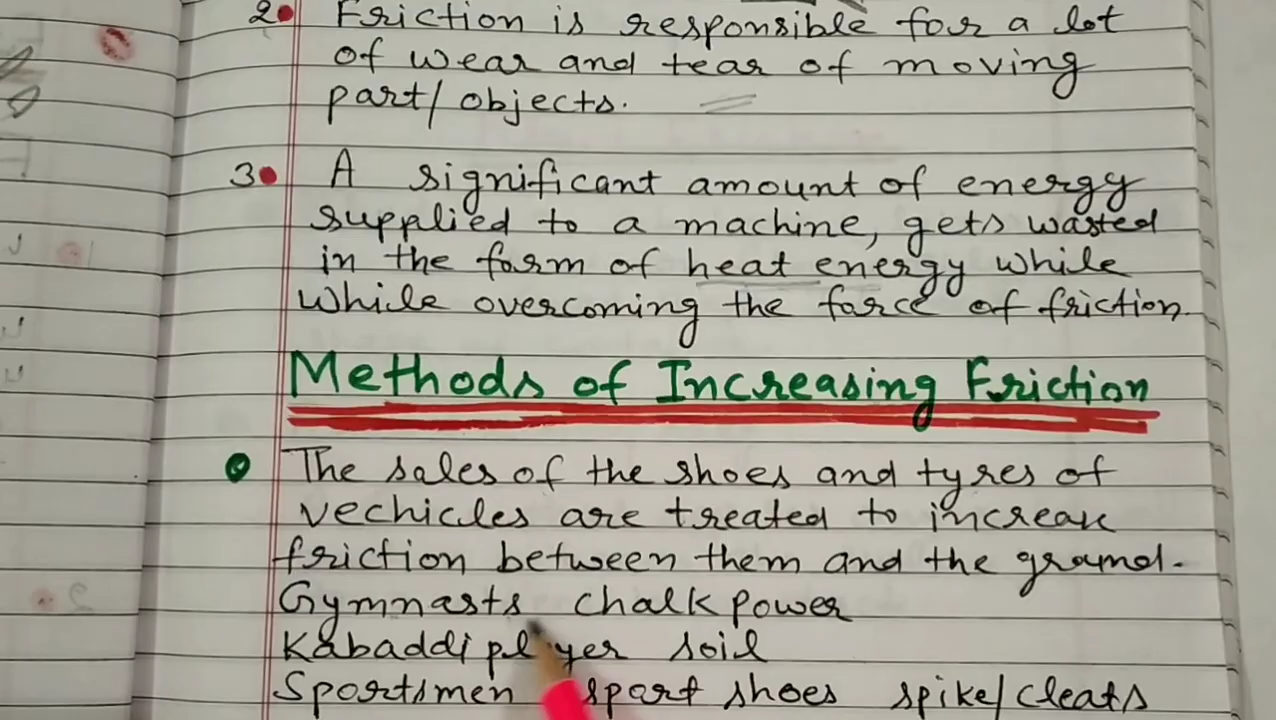 2• Friction is responsible for a lot
of wear and tear of moving
part/objects.
3• A significant amount of energy
supplied to a machine, gets wasted
in the form of heat energy while
while overcoming the force of friction.
Methods of Increasing Friction
The sales of the shoes and tyres of
vechicles are treated to increase
friction between them and the ground.
Gymnasts chalk power
Kabaddi player soil
Sportsmen spart shoes spike/cleats